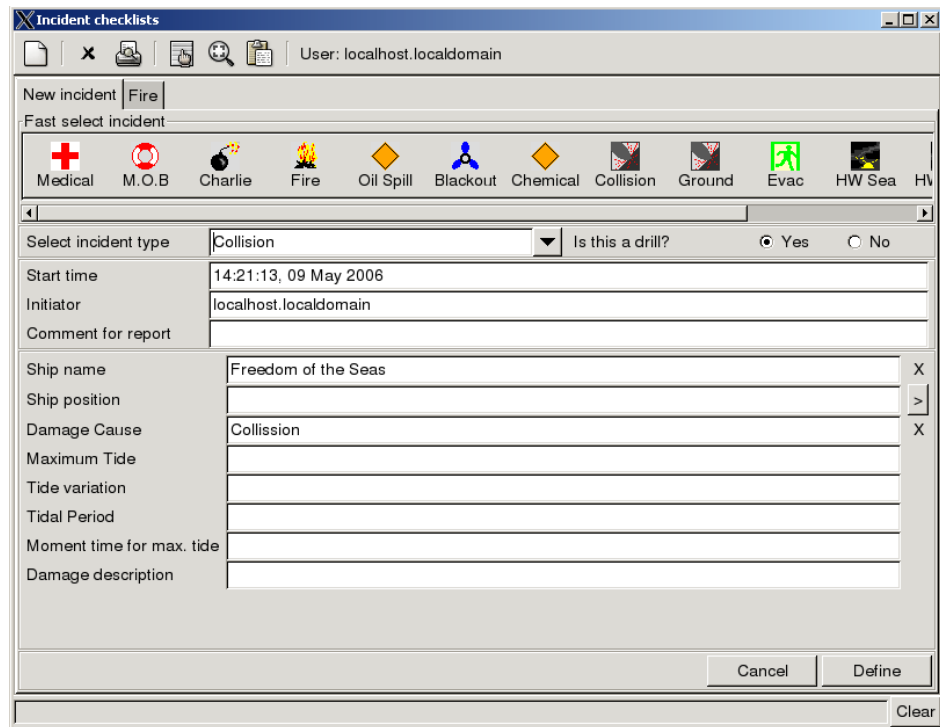 Incident checklists
User: localhost.localdomain
New incident Fire
Fast select incident
Medical M.O.B Charlie Fire Oil Spill Blackout Chemical Collision Ground Evac HW Sea
Select incident type Collision Is this a drill? Yes No
Start time 14:21:13, 09 May 2006
Initiator localhost.localdomain
Comment for report
Ship name Freedom of the Seas X
Ship position >
Damage Cause Collission X
Maximum Tide
Tide variation
Tidal Period
Moment time for max. tide
Damage description
Cancel Define
Clear